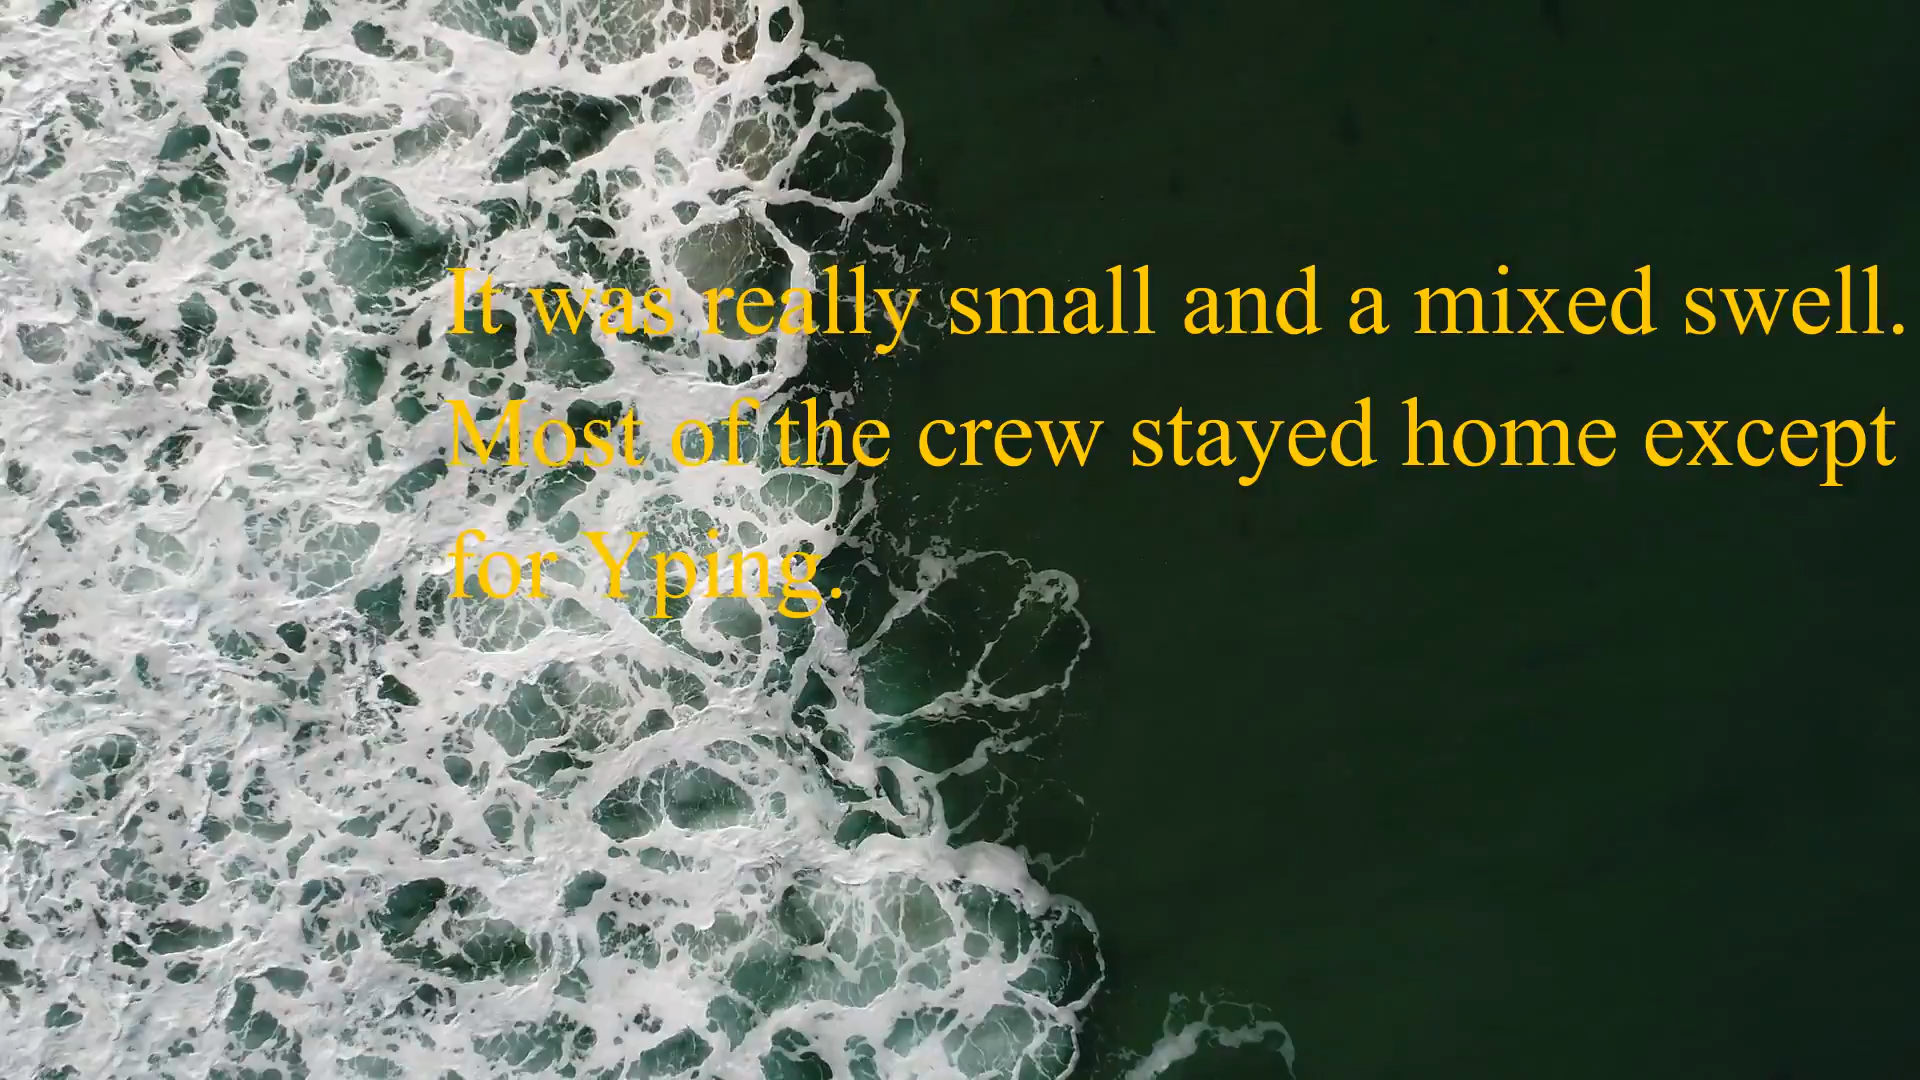 It was really small and a mixed swell.
Most of the crew stayed home except
for Yping.